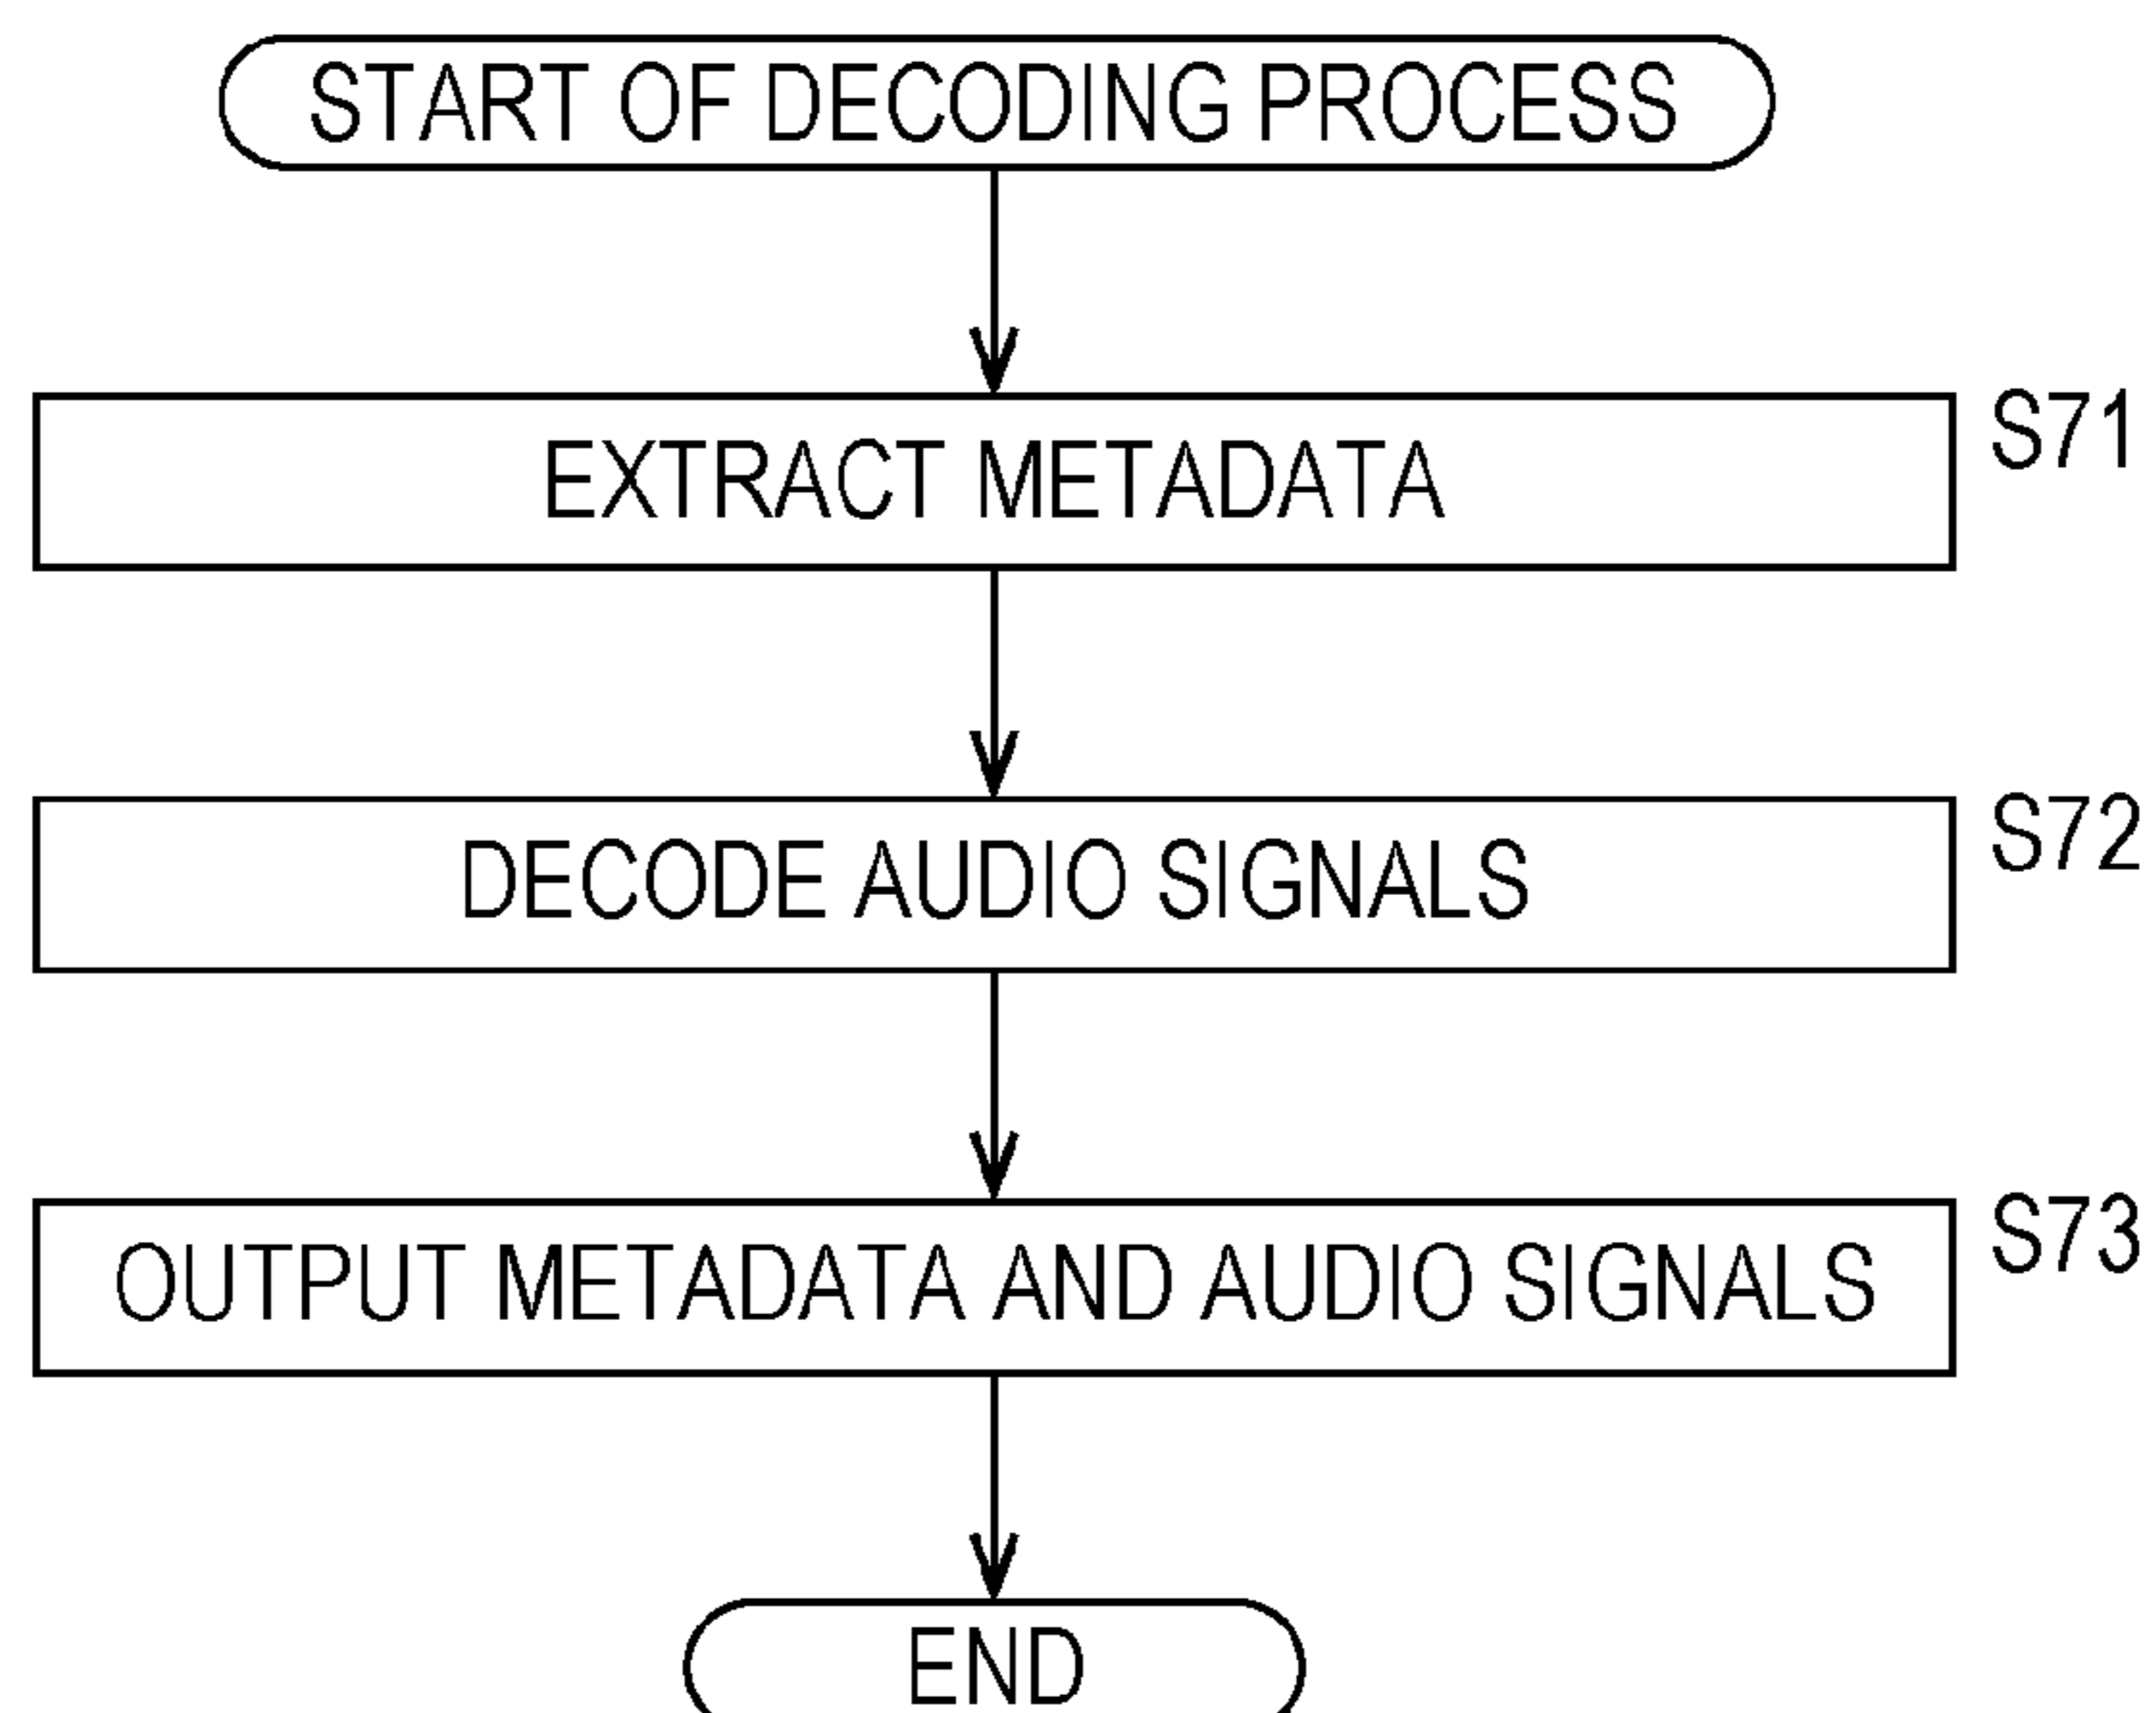 START OF DECODING PROCESS
EXTRACT METADATA S71
DECODE AUDIO SIGNALS S72
OUTPUT METADATA AND AUDIO SIGNALS S73
END